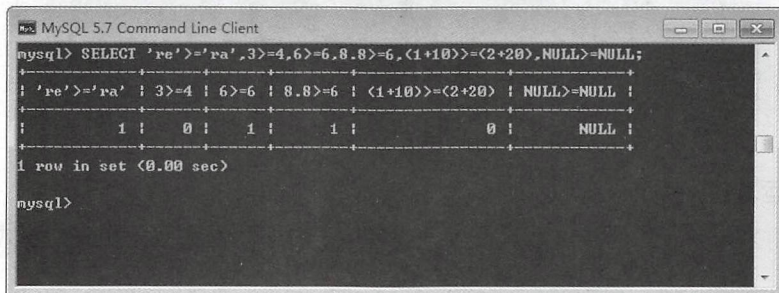 MySQL 5.7 Command Line Client
mysql> SELECT 're'>='ra',3>=4,6>=6,8.8>=6,(1+10)>=(2+20),NULL>=NULL;
+-----------+------+------+--------+----------------+------------+
| 're'>='ra' | 3>=4 | 6>=6 | 8.8>=6 | (1+10)>=(2+20) | NULL>=NULL |
+-----------+------+------+--------+----------------+------------+
| 1 | 0 | 1 | 1 | 0 | NULL |
+-----------+------+------+--------+----------------+------------+
1 row in set (0.00 sec)
mysql>